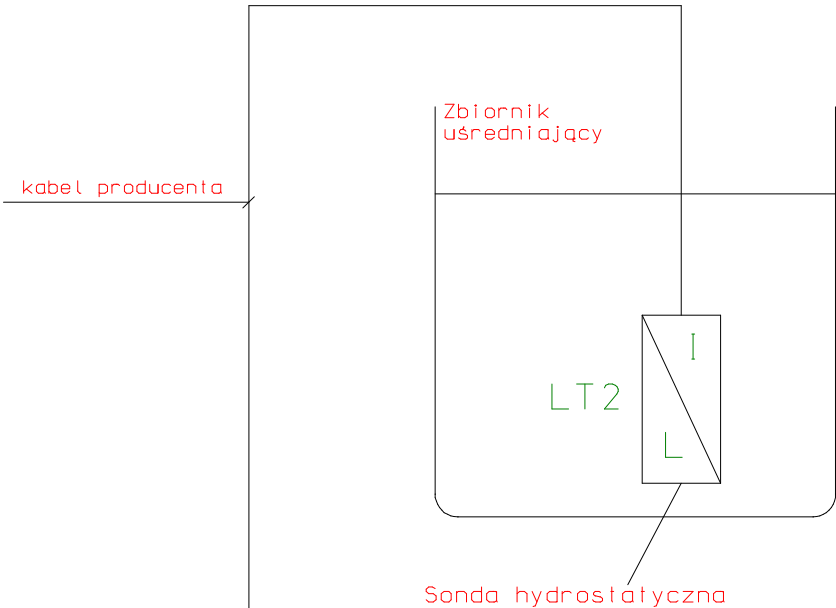 Zbiornik
uśredniający
kabel producenta
I
LT2
L
Sonda hydrostatyczna